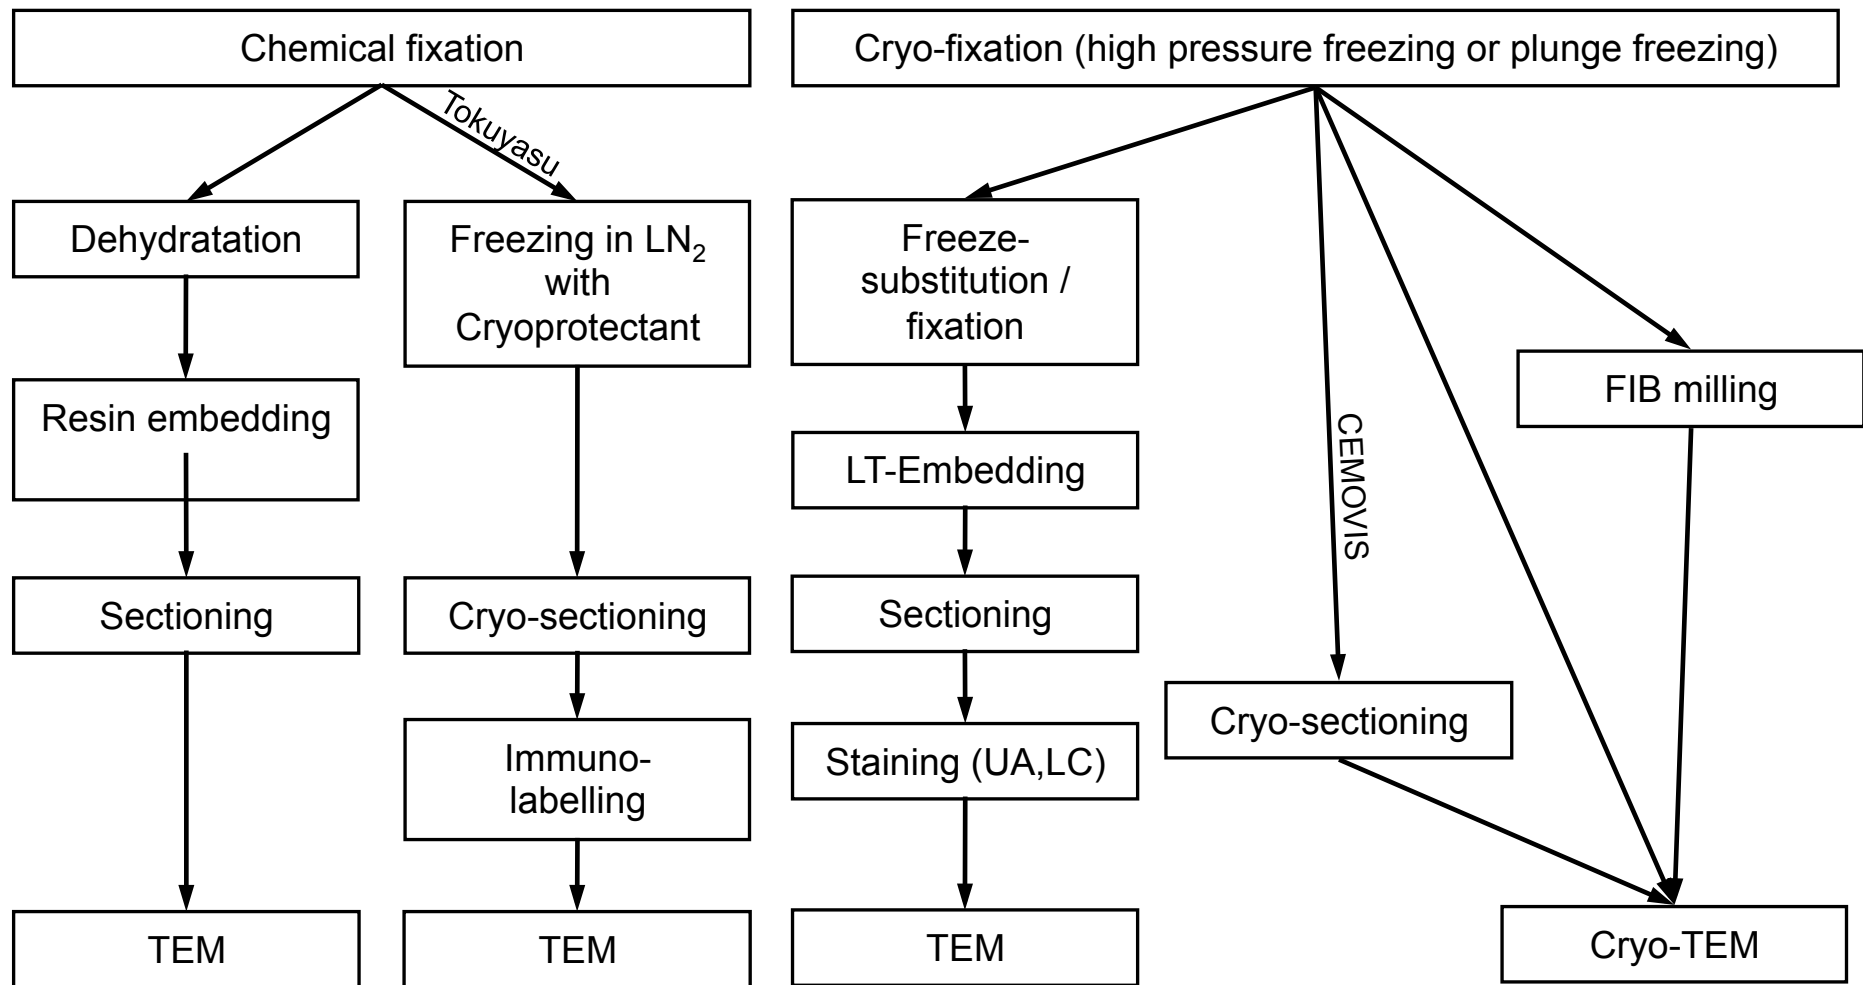 Chemical fixation
Cryo-fixation (high pressure freezing or plunge freezing)
Tokuyasu
Dehydratation
Freezing in LN₂
with
Cryoprotectant
Freeze-
substitution /
fixation
FIB milling
Resin embedding
CEMOVIS
LT-Embedding
Sectioning
Cryo-sectioning
Sectioning
Cryo-sectioning
Immuno-
labelling
Staining (UA,LC)
TEM
TEM
TEM
Cryo-TEM